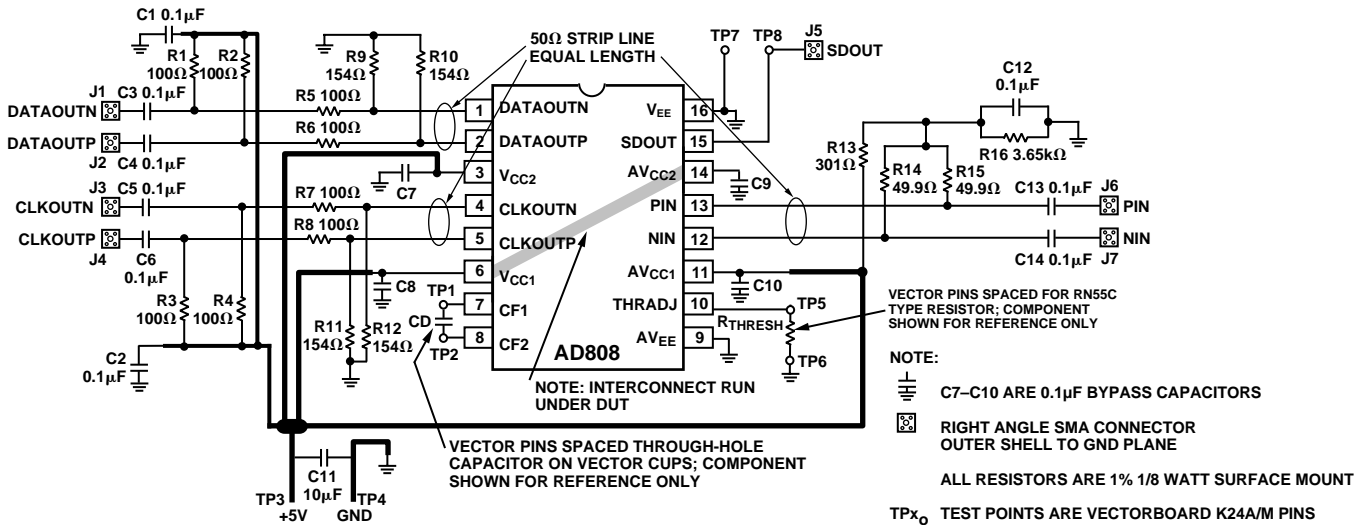 C1 0.1µF
R1
100Ω
R2
100Ω
R9
154Ω
R10
154Ω
50Ω STRIP LINE
EQUAL LENGTH
TP7
TP8
J5
SDOUT
C12
0.1µF
J1
C3 0.1µF
DATAOUTN
R5 100Ω
1
DATAOUTN
VEE
16
R6 100Ω
DATAOUTP
J2
C4 0.1µF
2
DATAOUTP
SDOUT
15
R13
301Ω
R16 3.65kΩ
R14
49.9Ω
R15
49.9Ω
J3
C5 0.1µF
C7
3
VCC2
AVCC2
14
C9
CLKOUTN
R7 100Ω
4
CLKOUTN
PIN
13
C13 0.1µF
J6
PIN
CLKOUTP
R8 100Ω
J4
C6
0.1µF
5
CLKOUTP
NIN
12
C14 0.1µF
NIN
J7
6
VCC1
AVCC1
11
C8
C10
R3
100Ω
R4
100Ω
TP1
CD
TP2
7
CF1
THRADJ
10
TP5
RTHRESH
TP6
VECTOR PINS SPACED FOR RN55C
TYPE RESISTOR; COMPONENT
SHOWN FOR REFERENCE ONLY
R11
154Ω
R12
154Ω
8
CF2
AVEE
9
AD808
C2
0.1µF
NOTE: INTERCONNECT RUN
UNDER DUT
NOTE:
C7–C10 ARE 0.1µF BYPASS CAPACITORS
RIGHT ANGLE SMA CONNECTOR
OUTER SHELL TO GND PLANE
ALL RESISTORS ARE 1% 1/8 WATT SURFACE MOUNT
TPx TEST POINTS ARE VECTORBOARD K24A/M PINS
VECTOR PINS SPACED THROUGH-HOLE
CAPACITOR ON VECTOR CUPS; COMPONENT
SHOWN FOR REFERENCE ONLY
C11
10µF
TP3
+5V
TP4
GND